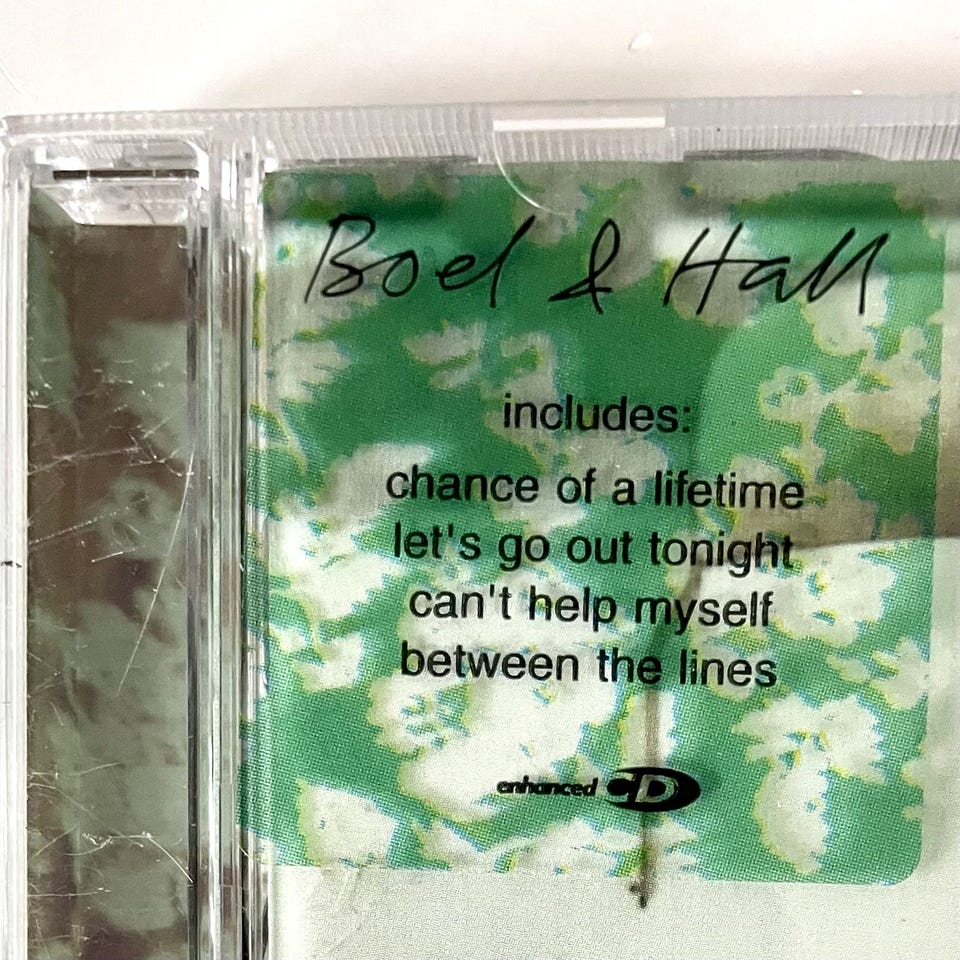 Boel & Hall
includes:
chance of a lifetime
let's go out tonight
can't help myself
between the lines
enhanced CD